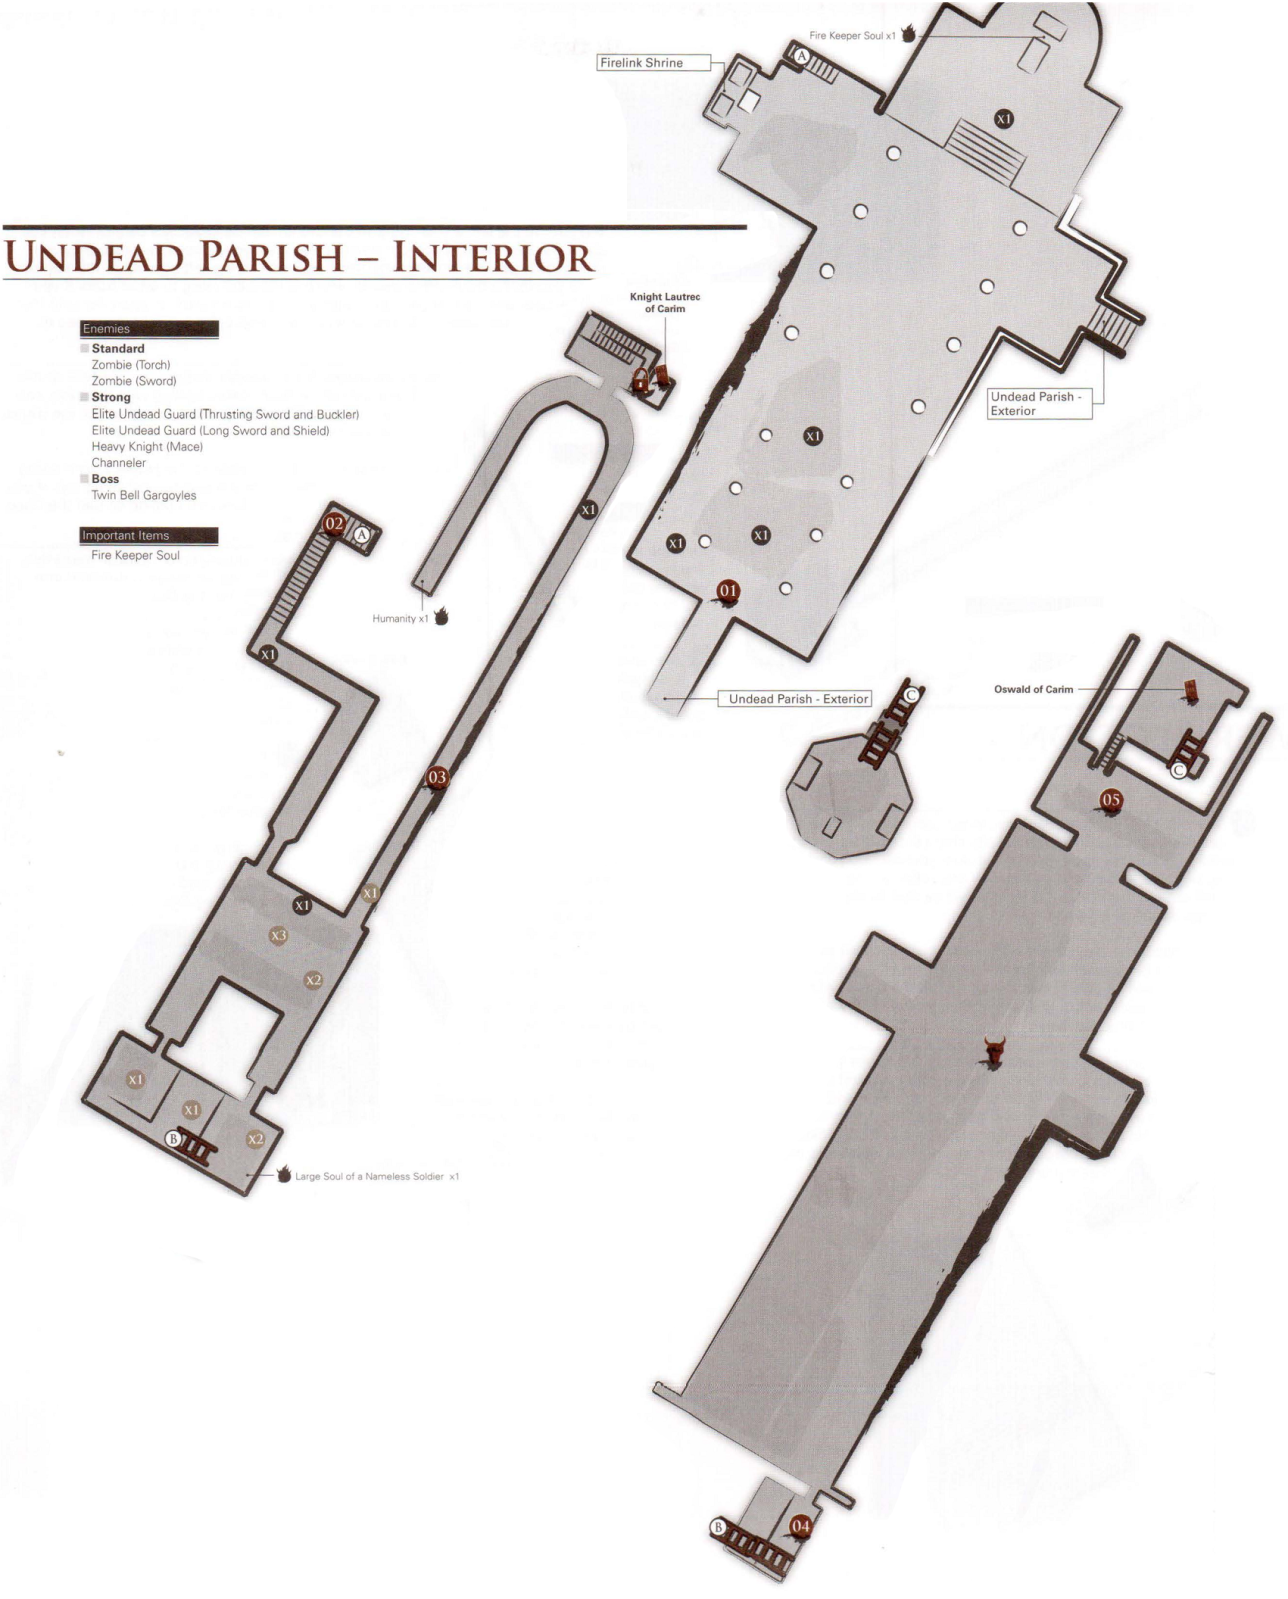 Fire Keeper Soul x1
Firelink Shrine
A
x1
UNDEAD PARISH – INTERIOR
Knight Lautrec
of Carim
Enemies
Standard
Zombie (Torch)
Zombie (Sword)
Strong
Elite Undead Guard (Thrusting Sword and Buckler)
Elite Undead Guard (Long Sword and Shield)
Heavy Knight (Mace)
Channeler
Boss
Twin Bell Gargoyles
Important Items
Fire Keeper Soul
Undead Parish -
Exterior
x1
x1
02
A
x1
x1
01
Humanity x1
x1
Undead Parish - Exterior
C
Oswald of Carim
03
C
05
x1
x1
x3
x2
x1
x1
B
x2
Large Soul of a Nameless Soldier x1
B
04